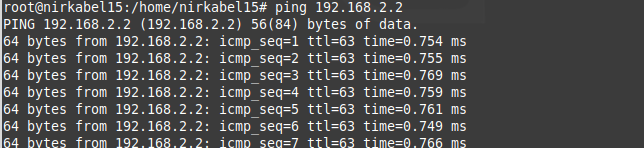 root@nirkabel15:/home/nirkabel15# ping 192.168.2.2
PING 192.168.2.2 (192.168.2.2) 56(84) bytes of data.
64 bytes from 192.168.2.2: icmp_seq=1 ttl=63 time=0.754 ms
64 bytes from 192.168.2.2: icmp_seq=2 ttl=63 time=0.755 ms
64 bytes from 192.168.2.2: icmp_seq=3 ttl=63 time=0.769 ms
64 bytes from 192.168.2.2: icmp_seq=4 ttl=63 time=0.759 ms
64 bytes from 192.168.2.2: icmp_seq=5 ttl=63 time=0.761 ms
64 bytes from 192.168.2.2: icmp_seq=6 ttl=63 time=0.749 ms
64 bytes from 192.168.2.2: icmp_seq=7 ttl=63 time=0.766 ms